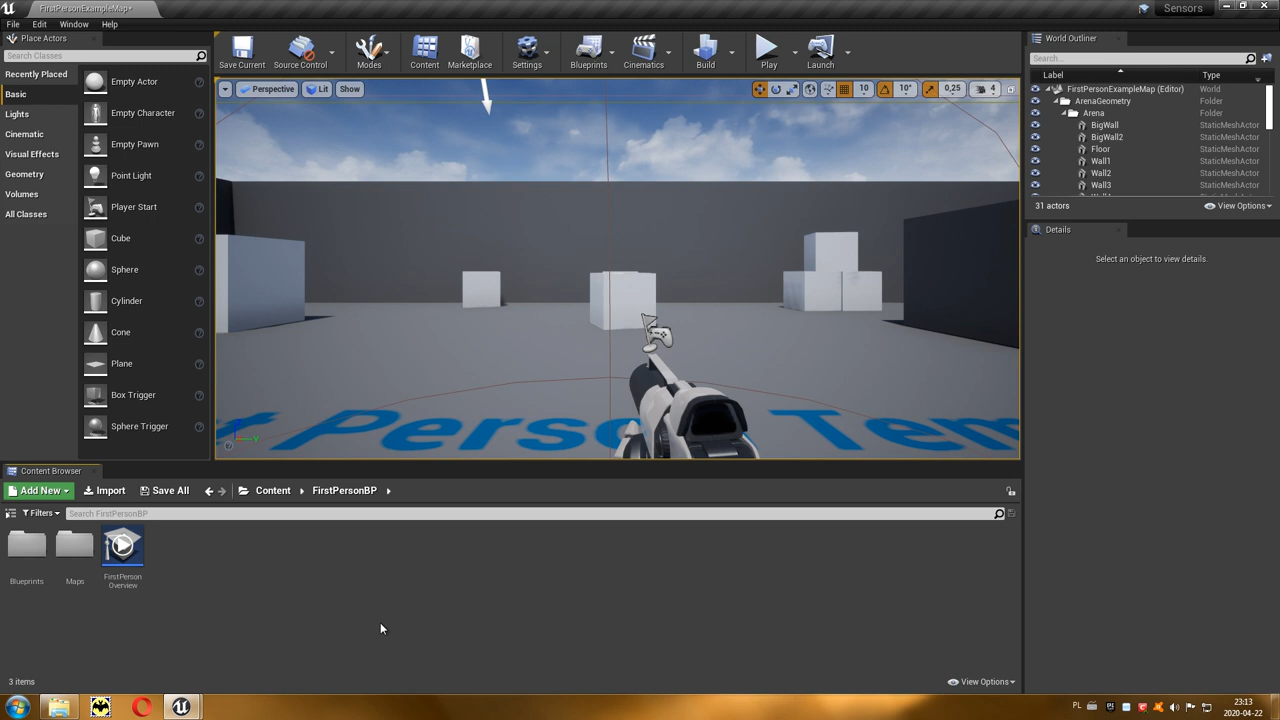 FirstPersonExampleMap*
Sensors
File Edit Window Help
Place Actors
Search Classes
Recently Placed
Basic
Lights
Cinematic
Visual Effects
Geometry
Volumes
All Classes
Empty Actor
Empty Character
Empty Pawn
Point Light
Player Start
Cube
Sphere
Cylinder
Cone
Plane
Box Trigger
Sphere Trigger
Save Current
Source Control
Modes
Content
Marketplace
Settings
Blueprints
Cinematics
Build
Play
Launch
Perspective Lit Show
10 10° 0,25 4
World Outliner
Search...
Label Type
FirstPersonExampleMap (Editor) World
ArenaGeometry Folder
Arena Folder
BigWall StaticMeshActor
BigWall2 StaticMeshActor
Floor StaticMeshActor
Wall1 StaticMeshActor
Wall2 StaticMeshActor
Wall3 StaticMeshActor
31 actors View Options
Details
Select an object to view details.
Content Browser
Add New Import Save All Content FirstPersonBP
Filters Search FirstPersonBP
Blueprints
Maps
FirstPerson
Overview
3 items
View Options
PL
23:13
2020-04-22